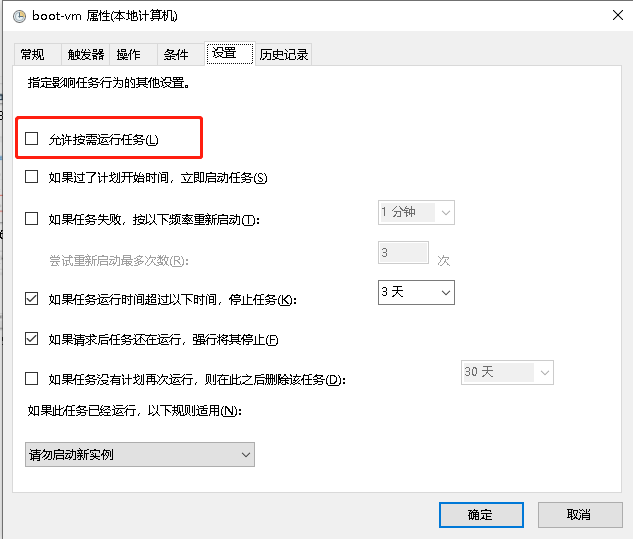 boot-vm 属性(本地计算机)
常规 触发器 操作 条件 设置 历史记录
指定影响任务行为的其他设置。
允许按需运行任务(L)
如果过了计划开始时间，立即启动任务(S)
如果任务失败，按以下频率重新启动(T): 1 分钟
尝试重新启动最多次数(R): 3 次
如果任务运行时间超过以下时间，停止任务(K): 3 天
如果请求后任务还在运行，强行将其停止(F)
如果任务没有计划再次运行，则在此之后删除该任务(D): 30 天
如果此任务已经运行，以下规则适用(N):
请勿启动新实例
确定 取消